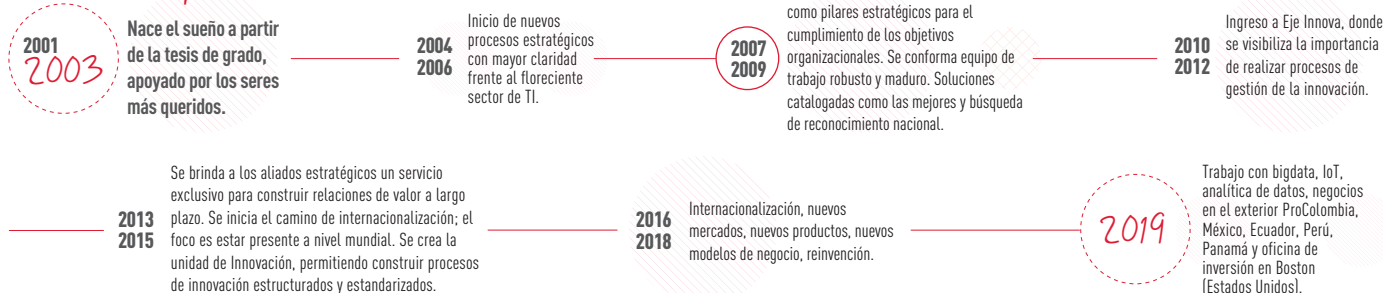 2001
2003
Nace el sueño a partir
de la tesis de grado,
apoyado por los seres
más queridos.
2004
2006
Inicio de nuevos
procesos estratégicos
con mayor claridad
frente al floreciente
sector de TI.
2007
2009
como pilares estratégicos para el
cumplimiento de los objetivos
organizacionales. Se conforma equipo de
trabajo robusto y maduro. Soluciones
catalogadas como las mejores y búsqueda
de reconocimiento nacional.
2010
2012
Ingreso a Eje Innova, donde
se visibiliza la importancia
de realizar procesos de
gestión de la innovación.
2013
2015
Se brinda a los aliados estratégicos un servicio
exclusivo para construir relaciones de valor a largo
plazo. Se inicia el camino de internacionalización; el
foco es estar presente a nivel mundial. Se crea la
unidad de Innovación, permitiendo construir procesos
de innovación estructurados y estandarizados.
2016
2018
Internacionalización, nuevos
mercados, nuevos productos, nuevos
modelos de negocio, reinvención.
2019
Trabajo con bigdata, IoT,
analítica de datos, negocios
en el exterior ProColombia,
México, Ecuador, Perú,
Panamá y oficina de
inversión en Boston
(Estados Unidos).